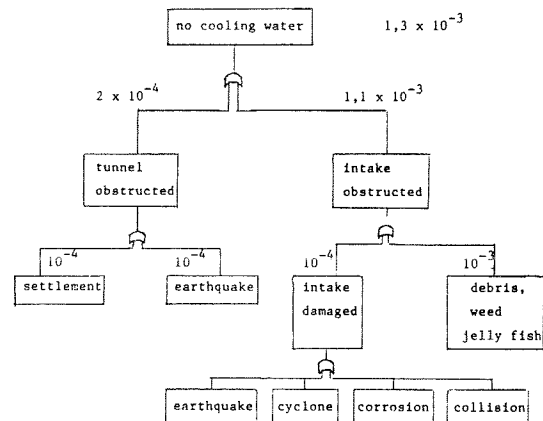 no cooling water
1,3 x 10⁻³
2 x 10⁻⁴
1,1 x 10⁻³
tunnel
obstructed
intake
obstructed
10⁻⁴
10⁻⁴
10⁻⁴
10⁻³
settlement
earthquake
intake
damaged
debris,
weed
jelly fish
earthquake
cyclone
corrosion
collision